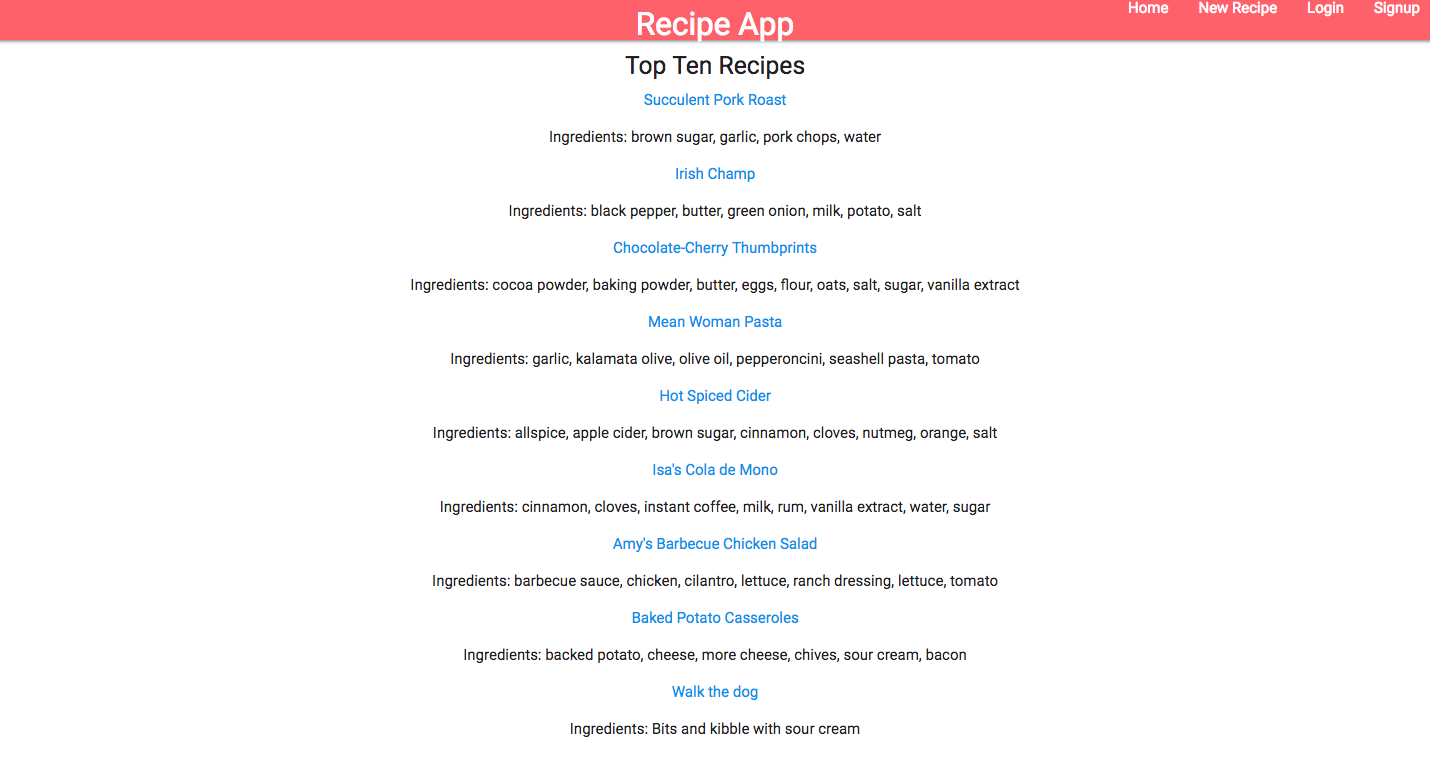 Recipe App
Home New Recipe Login Signup
Top Ten Recipes
Succulent Pork Roast
Ingredients: brown sugar, garlic, pork chops, water
Irish Champ
Ingredients: black pepper, butter, green onion, milk, potato, salt
Chocolate-Cherry Thumbprints
Ingredients: cocoa powder, baking powder, butter, eggs, flour, oats, salt, sugar, vanilla extract
Mean Woman Pasta
Ingredients: garlic, kalamata olive, olive oil, pepperoncini, seashell pasta, tomato
Hot Spiced Cider
Ingredients: allspice, apple cider, brown sugar, cinnamon, cloves, nutmeg, orange, salt
Isa's Cola de Mono
Ingredients: cinnamon, cloves, instant coffee, milk, rum, vanilla extract, water, sugar
Amy's Barbecue Chicken Salad
Ingredients: barbecue sauce, chicken, cilantro, lettuce, ranch dressing, lettuce, tomato
Baked Potato Casseroles
Ingredients: backed potato, cheese, more cheese, chives, sour cream, bacon
Walk the dog
Ingredients: Bits and kibble with sour cream